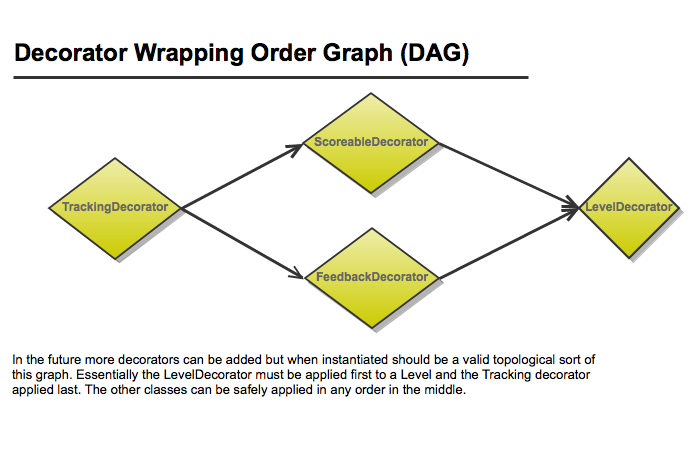 Decorator Wrapping Order Graph (DAG)
ScoreableDecorator
TrackingDecorator
LevelDecorator
FeedbackDecorator
In the future more decorators can be added but when instantiated should be a valid topological sort of
this graph. Essentially the LevelDecorator must be applied first to a Level and the Tracking decorator
applied last. The other classes can be safely applied in any order in the middle.